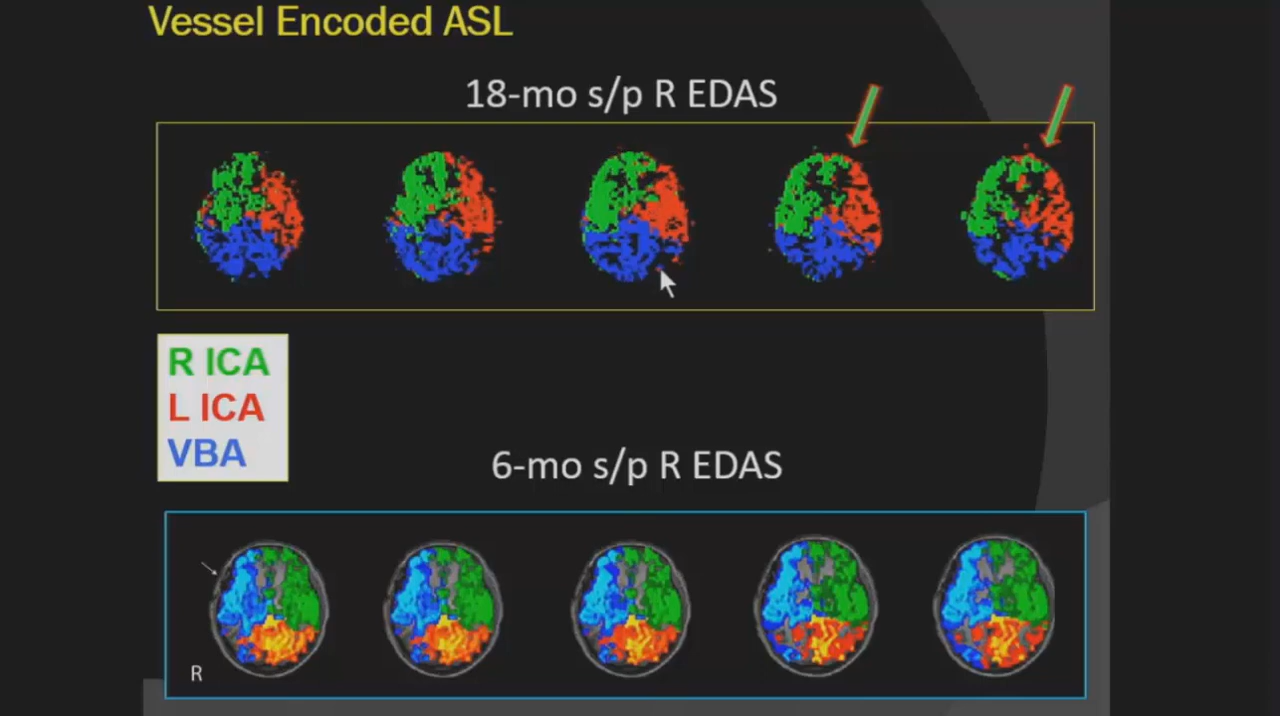 Vessel Encoded ASL
18-mo s/p R EDAS
R ICA
L ICA
VBA
6-mo s/p R EDAS
R